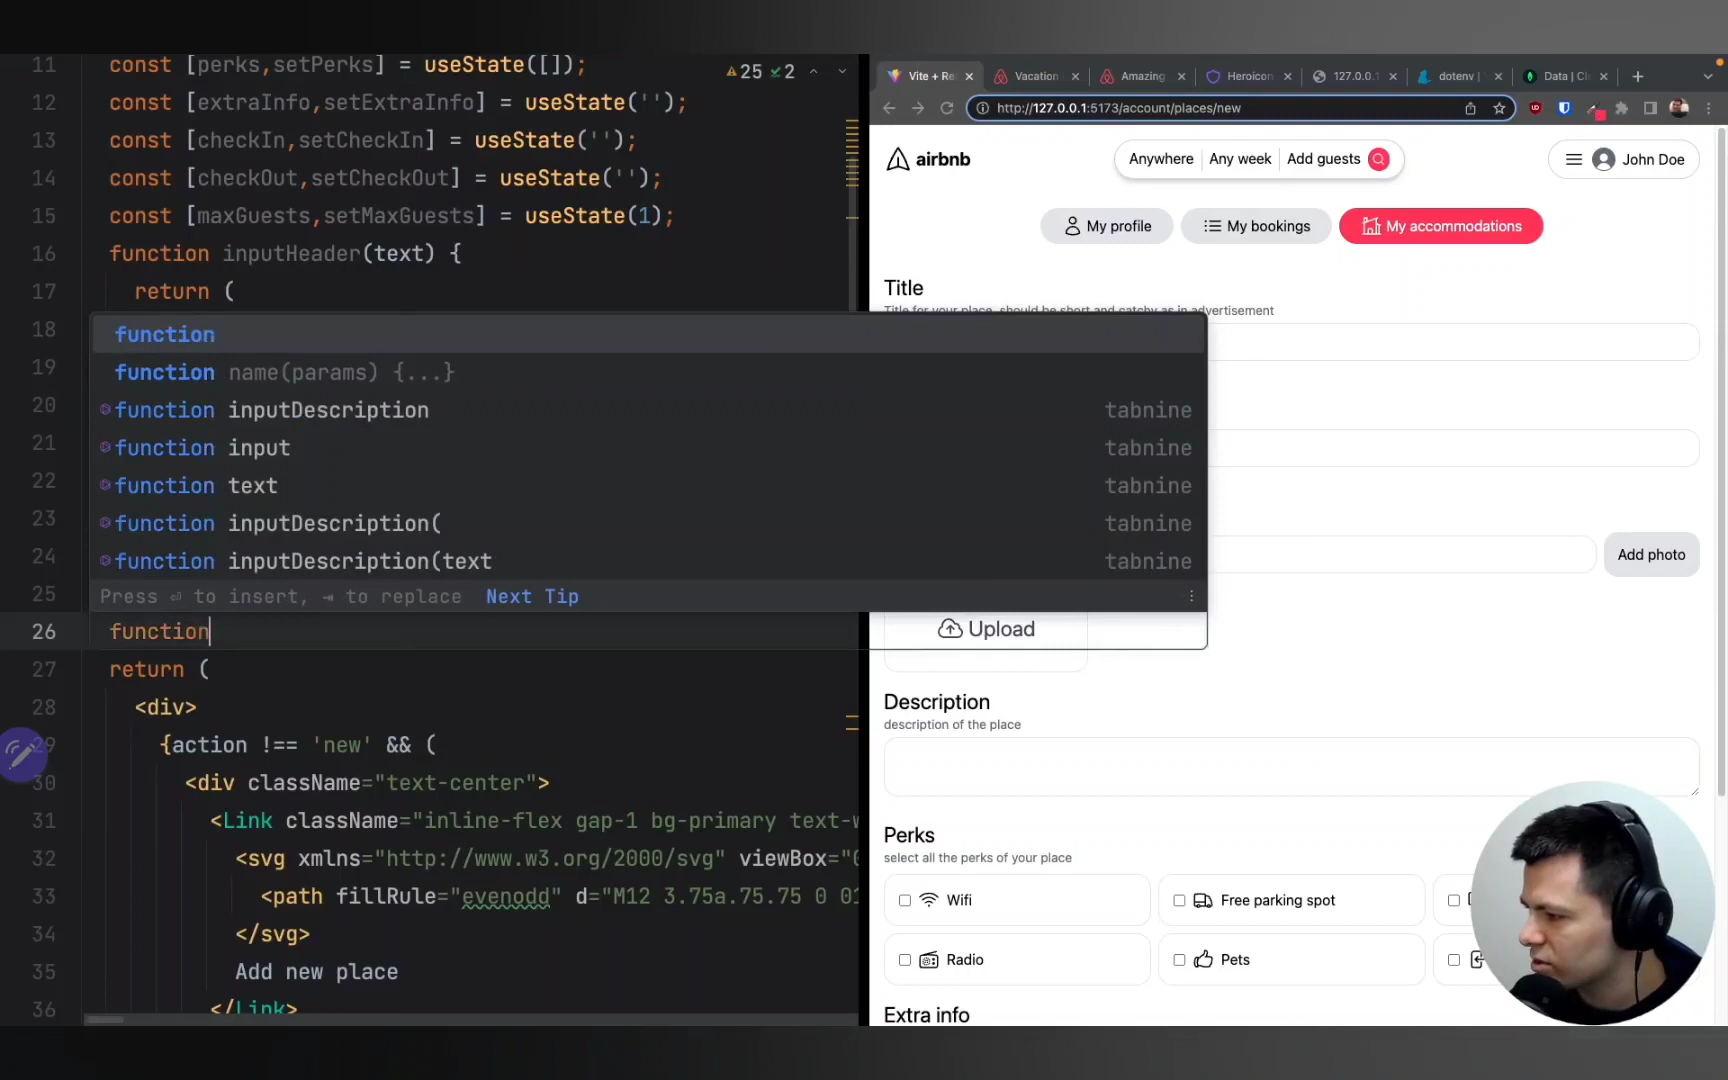 11 const [perks,setPerks] = useState([]);
25 2
12 const [extraInfo,setExtraInfo] = useState('');
13 const [checkIn,setCheckIn] = useState('');
14 const [checkOut,setCheckOut] = useState('');
15 const [maxGuests,setMaxGuests] = useState(1);
16 function inputHeader(text) {
17 return (
18 function
19 function name(params) {...}
20 function inputDescription tabnine
21 function input tabnine
22 function text tabnine
23 function inputDescription( tabnine
24 function inputDescription(text tabnine
25 Press ⏎ to insert, ⇥ to replace Next Tip
26 function
27 return (
28 <div>
29 {action !== 'new' && (
30 <div className="text-center">
31 <Link className="inline-flex gap-1 bg-primary
32 <svg xmlns="http://www.w3.org/2000/svg"
33 <path fillRule="evenodd" d="M12 3.75a.75.75 0
34 </svg>
35 Add new place
36 </Link>
Vite + Re
Vacation
Amazing
Heroicon
127.0.0.1:
dotenv |
Data | Cl
http://127.0.0.1:5173/account/places/new
airbnb
Anywhere Any week Add guests
John Doe
My profile My bookings My accommodations
Title
Title for your place, should be short and catchy as in advertisement
Add photo
Upload
Description
description of the place
Perks
select all the perks of your place
Wifi Free parking spot
Radio Pets
Extra info